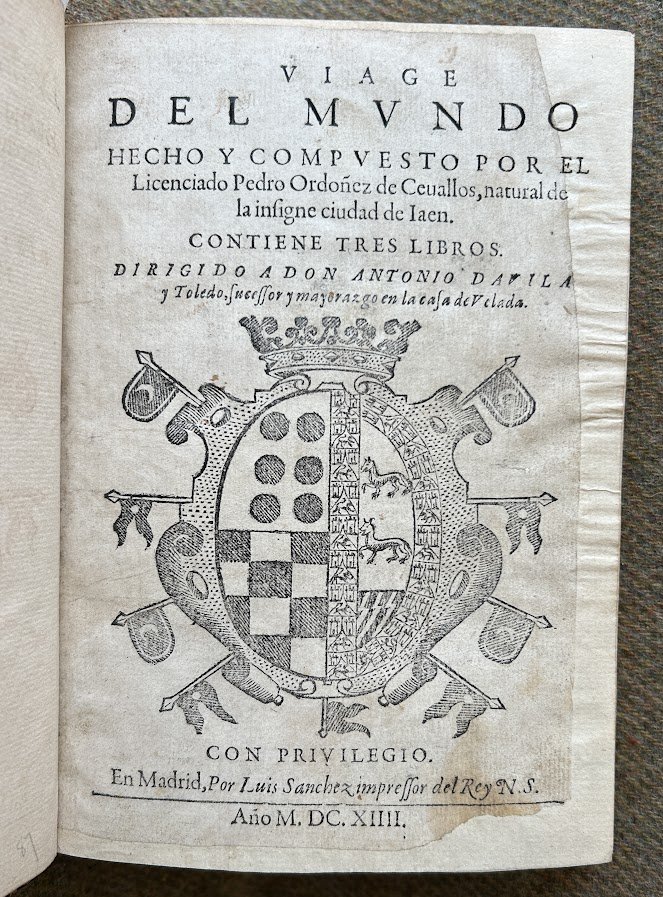 VIAGE
DEL MVNDO
HECHO Y COMPVESTO POR EL
Licenciado Pedro Ordoñez de Ceuallos, natural de
la insigne ciudad de Iaen.
CONTIENE TRES LIBROS.
DIRIGIDO A DON ANTONIO DAVILA
y Toledo, sucessor y mayorazgo en la casa de Velada.
CON PRIVILEGIO.
En Madrid, Por Luis Sanchez impressor del Rey N.S.
Año M. DC. XIIII.